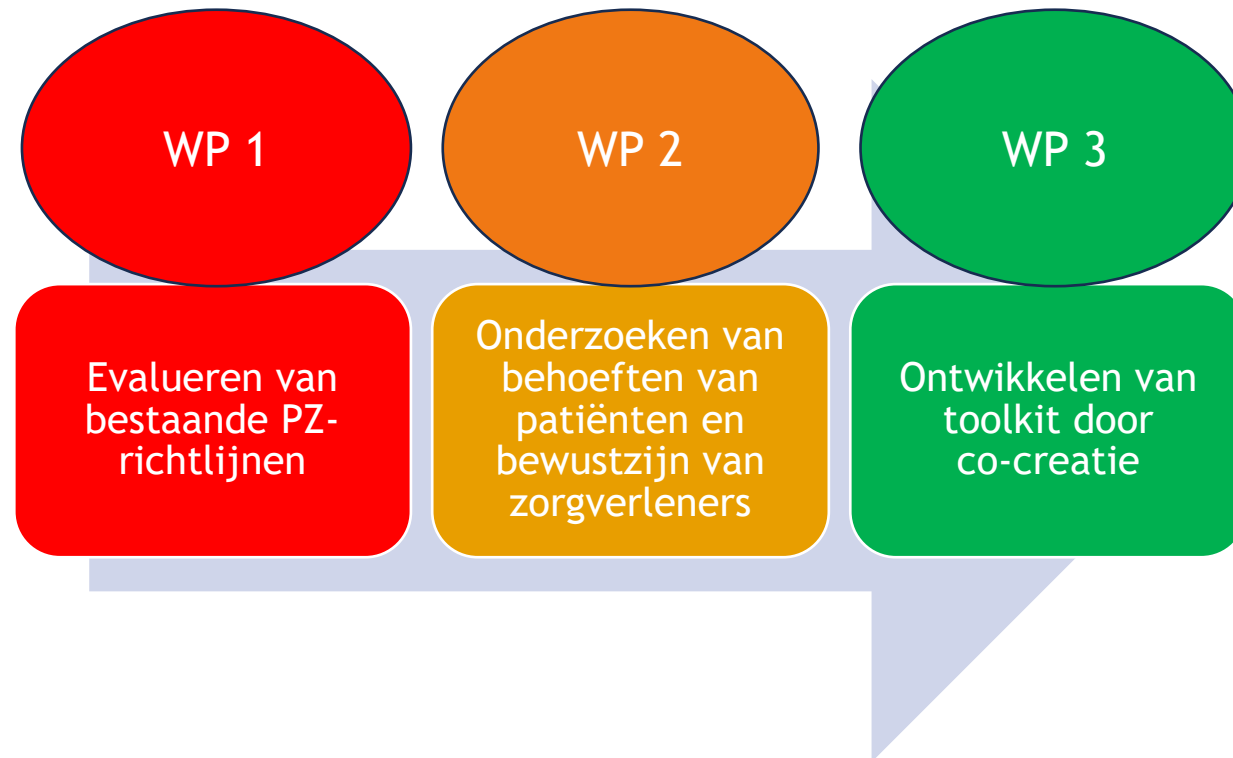 WP 1
WP 2
WP 3
Evalueren van
bestaande PZ-
richtlijnen
Onderzoeken van
behoeften van
patiënten en
bewustzijn van
zorgverleners
Ontwikkelen van
toolkit door
co-creatie